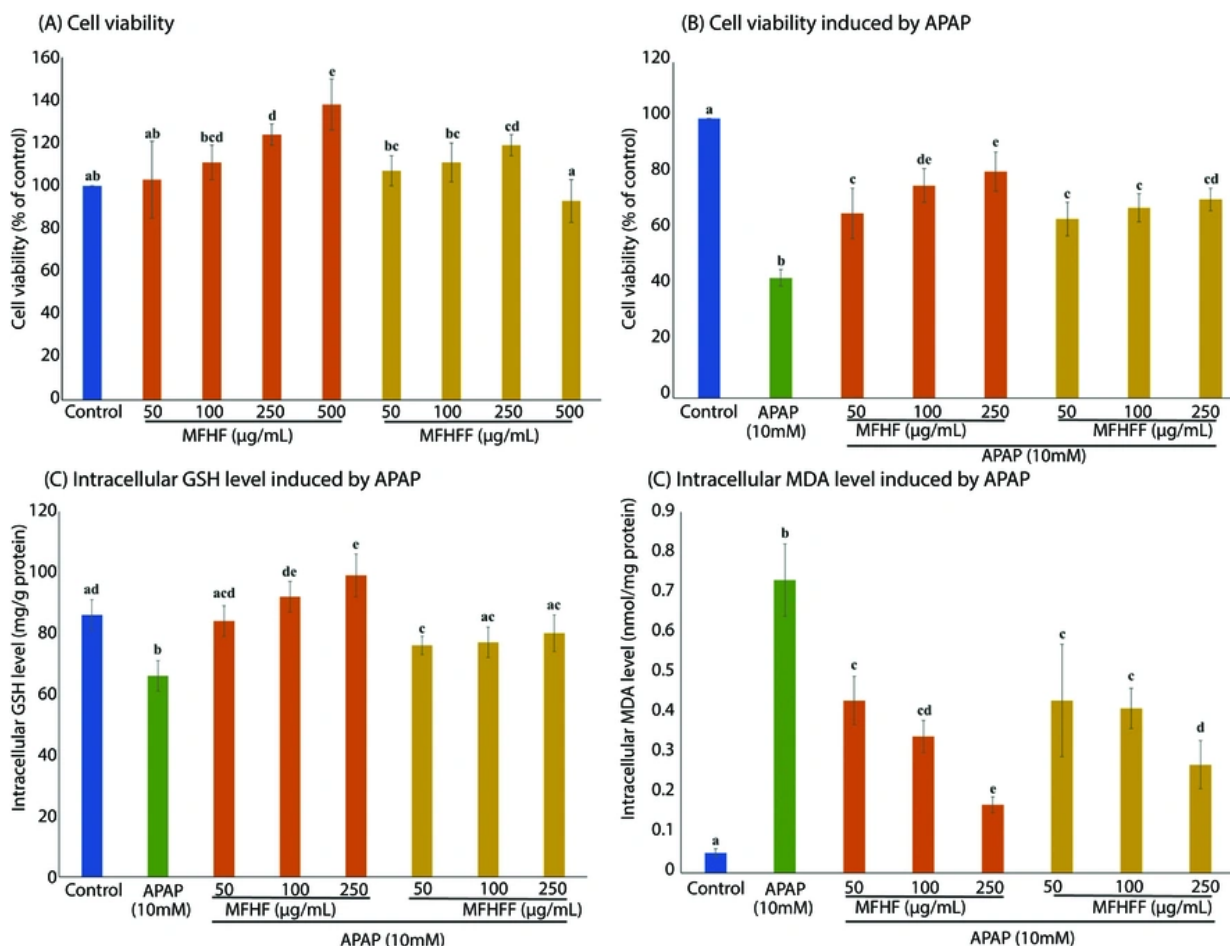 (A) Cell viability
160
140
120
100
80
60
40
20
0
Cell viability (% of control)
ab
ab
bcd
d
e
bc
bc
cd
a
Control
50
100
250
500
50
100
250
500
MFHF (µg/mL)
MFHFF (µg/mL)
(B) Cell viability induced by APAP
120
100
80
60
40
20
0
Cell viability (% of control)
a
b
c
de
e
c
c
cd
Control
APAP
(10mM)
50
100
250
50
100
250
MFHF (µg/mL)
MFHFF (µg/mL)
APAP (10mM)
(C) Intracellular GSH level induced by APAP
120
100
80
60
40
20
0
Intracellular GSH level (mg/g protein)
ad
b
acd
de
e
c
ac
ac
Control
APAP
(10mM)
50
100
250
50
100
250
MFHF (µg/mL)
MFHFF (µg/mL)
APAP (10mM)
(C) Intracellular MDA level induced by APAP
0.9
0.8
0.7
0.6
0.5
0.4
0.3
0.2
0.1
0
Intracellular MDA level (nmol/mg protein)
a
b
c
cd
e
c
c
d
Control
APAP
(10mM)
50
100
250
50
100
250
MFHF (µg/mL)
MFHFF (µg/mL)
APAP (10mM)